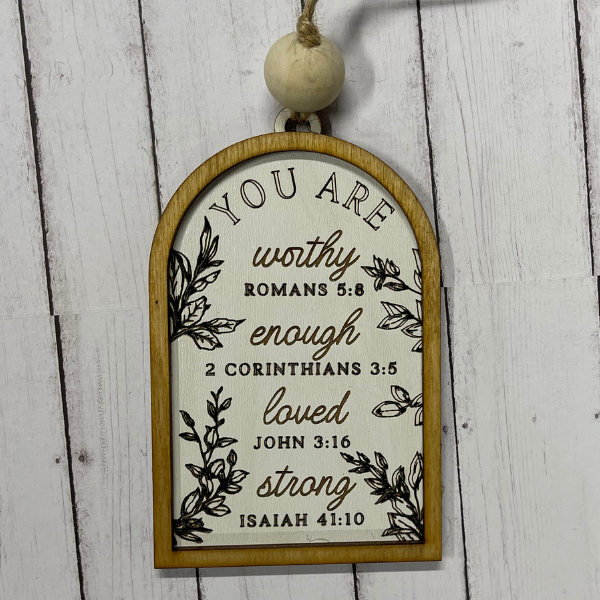 YOU ARE
worthy
ROMANS 5:8
enough
2 CORINTHIANS 3:5
loved
JOHN 3:16
strong
ISAIAH 41:10